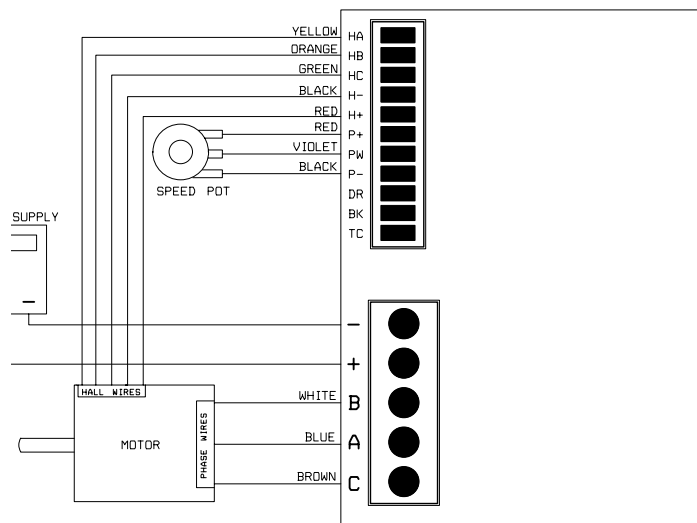 YELLOW HA
ORANGE HB
GREEN HC
BLACK H-
RED H+
RED P+
VIOLET PW
BLACK P-
SPEED POT
DR
BK
TC
SUPPLY
-
-
+
HALL WIRES
WHITE B
MOTOR
PHASE WIRES
BLUE A
BROWN C